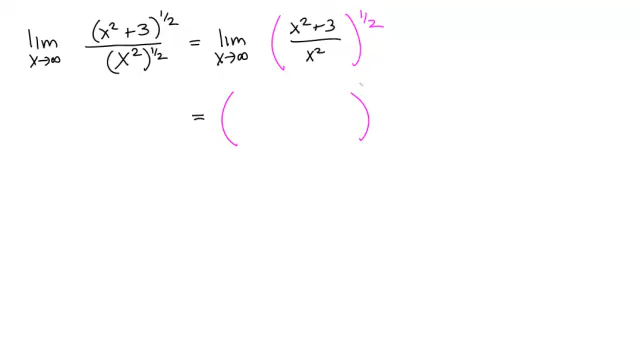 lim x→∞ (x² + 3)^1/2 / (x²)^1/2 = lim x→∞ ( x²+3 / x² )^1/2
= ( )